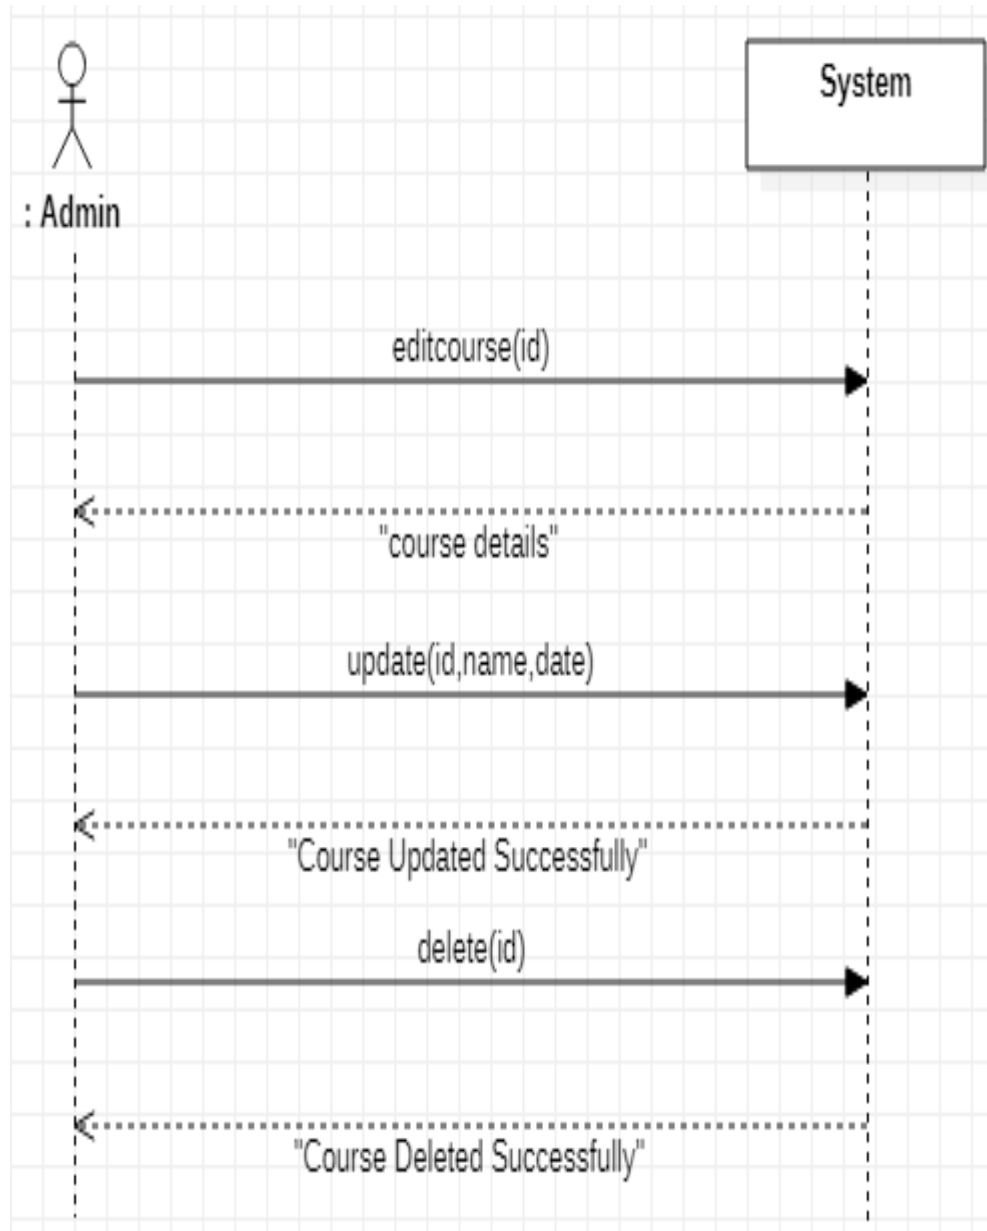 System
: Admin
editcourse(id)
"course details"
update(id,name,date)
"Course Updated Successfully"
delete(id)
"Course Deleted Successfully"